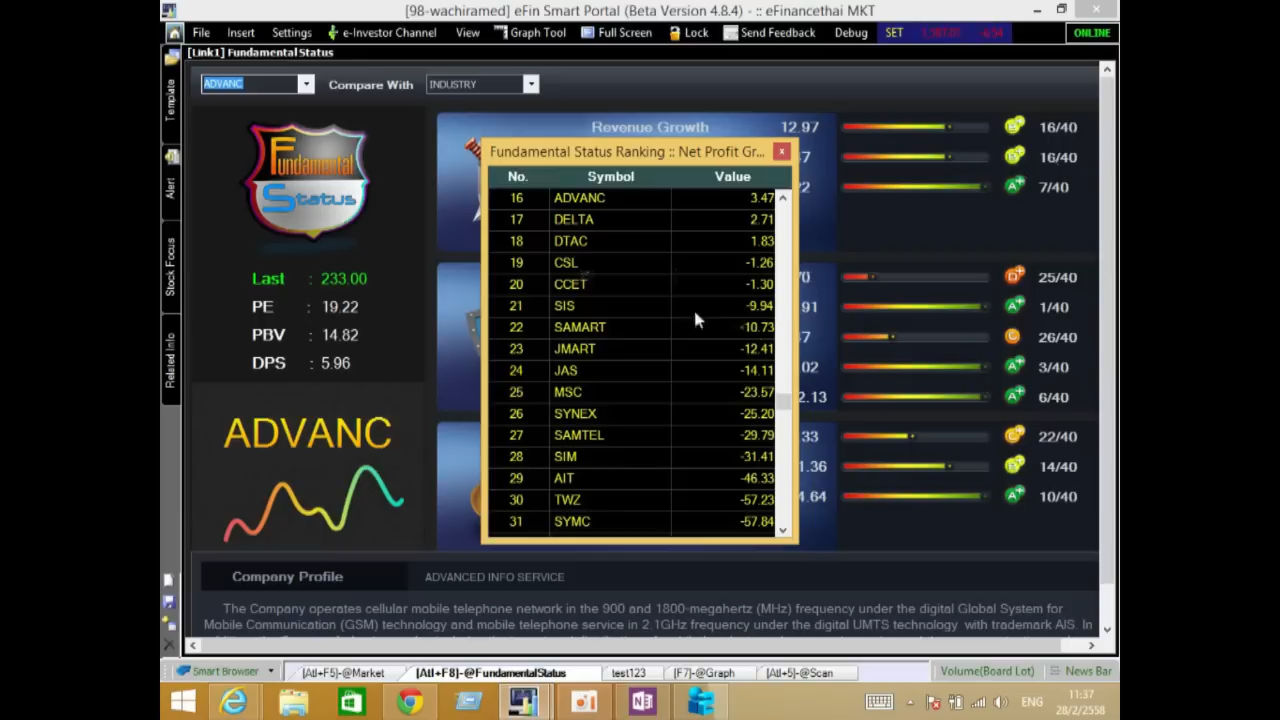 [98-wachiramed] eFin Smart Portal (Beta Version 4.8.4) - :: eFinancethai MKT
File Insert Settings e-Investor Channel View Graph Tool Full Screen Lock Send Feedback Debug SET ONLINE
[Link1] Fundamental Status
ADVANC Compare With INDUSTRY
Template
Alert
Stock Focus
Related Info
Fundamental
Status
Last : 233.00
PE : 19.22
PBV : 14.82
DPS : 5.96
ADVANC
Revenue Growth 12.97 B+ 16/40
B+ 16/40
A+ 7/40
D+ 25/40
A+ 1/40
C 26/40
A+ 3/40
A+ 6/40
C+ 22/40
B+ 14/40
A+ 10/40
Fundamental Status Ranking :: Net Profit Gr... x
No. Symbol Value
16 ADVANC 3.47
17 DELTA 2.71
18 DTAC 1.83
19 CSL -1.26
20 CCET -1.30
21 SIS -9.94
22 SAMART -10.73
23 JMART -12.41
24 JAS -14.11
25 MSC -23.57
26 SYNEX -25.20
27 SAMTEL -29.79
28 SIM -31.41
29 AIT -46.33
30 TWZ -57.23
31 SYMC -57.84
Company Profile ADVANCED INFO SERVICE
The Company operates cellular mobile telephone network in the 900 and 1800-megahertz (MHz) frequency under the digital Global System for
Mobile Communication (GSM) technology and mobile telephone service in 2.1GHz frequency under the digital UMTS technology with trademark AIS. In
Smart Browser [Atl+F5]-@Market [Atl+F8]-@FundamentalStatus test123 [F7]-@Graph [Atl+5]-@Scan Volume(Board Lot) News Bar
ENG
11:37
28/2/2558